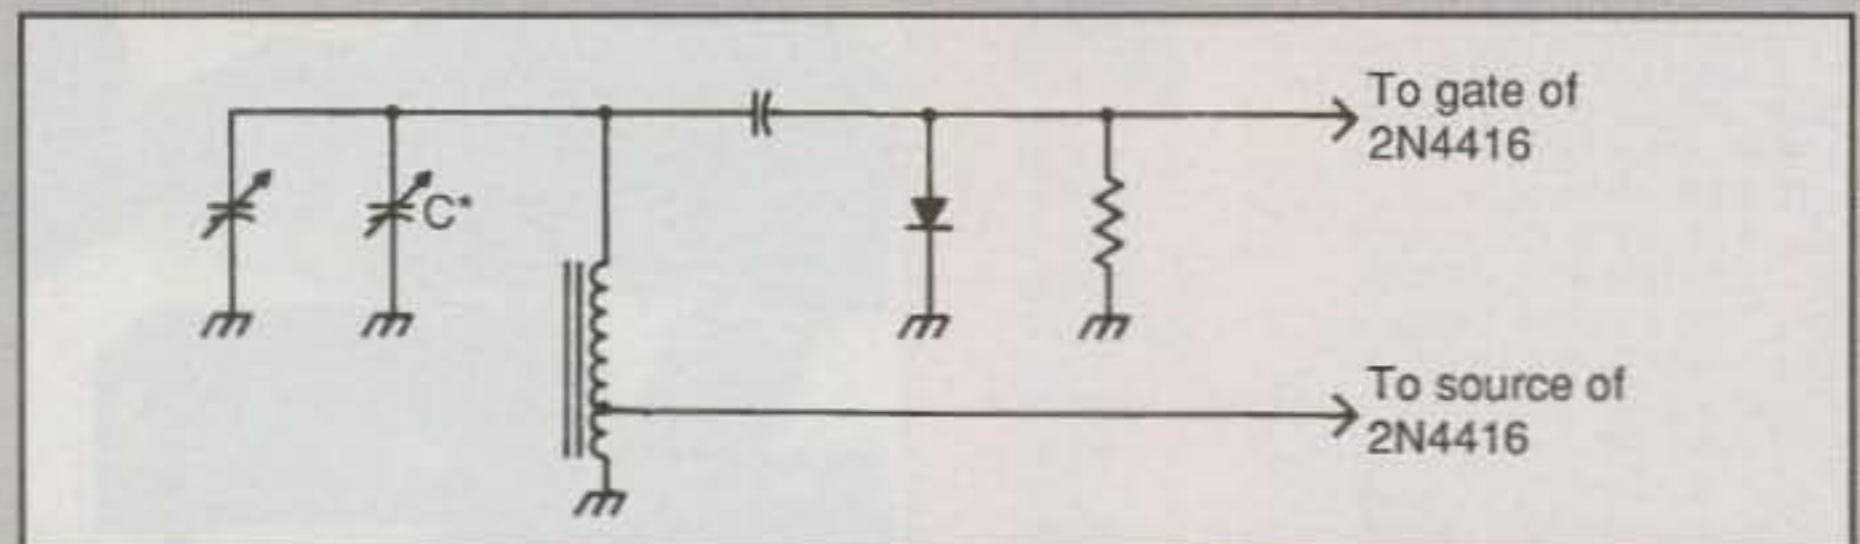 To gate of
2N4416
C*
To source of
2N4416